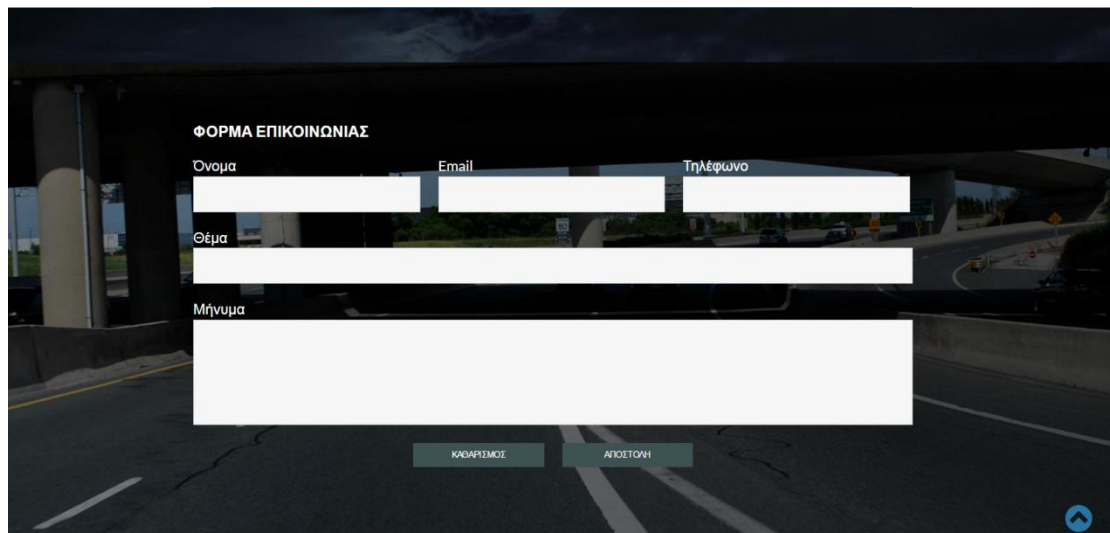 ΦΟΡΜΑ ΕΠΙΚΟΙΝΩΝΙΑΣ
Όνομα Email Τηλέφωνο
Θέμα
Μήνυμα
ΚΑΘΑΡΙΣΜΟΣ ΑΠΟΣΤΟΛΗ